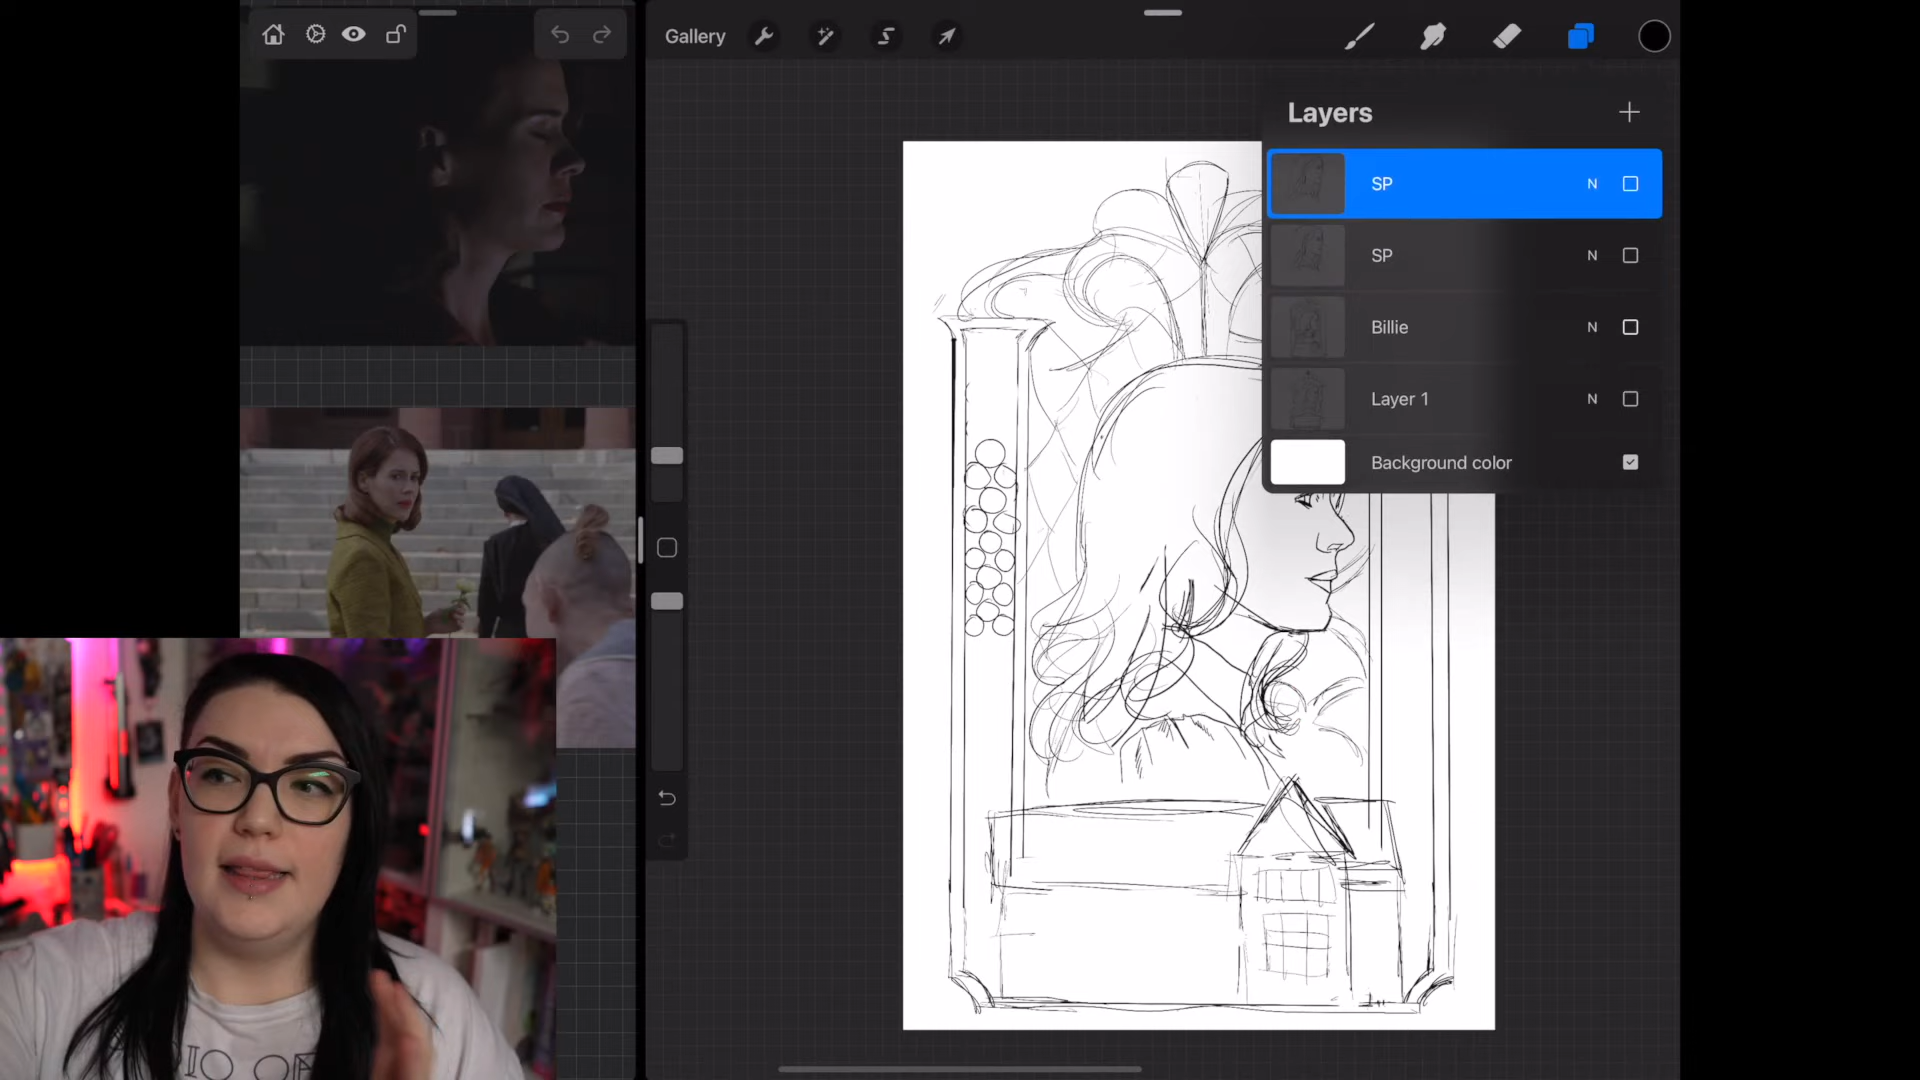 Gallery
Layers
SP N
SP N
Billie N
Layer 1 N
Background color